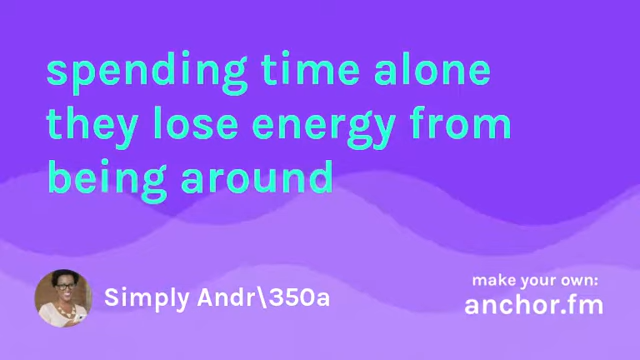 spending time alone
they lose energy from
being around
Simply Andr\350a
make your own:
anchor.fm